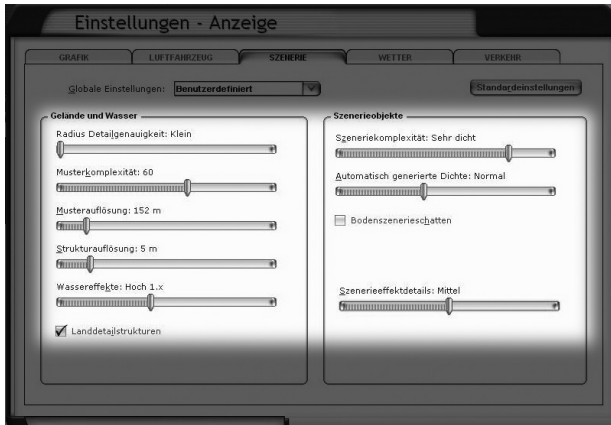 Einstellungen - Anzeige
GRAFIK LUFTFAHRZEUG SZENERIE WETTER VERKEHR
Globale Einstellungen: Benutzerdefiniert Standardeinstellungen
Gelände und Wasser
Radius Detailgenauigkeit: Klein
Musterkomplexität: 60
Musterauflösung: 152 m
Strukturauflösung: 5 m
Wassereffekte: Hoch 1.x
Landdetailstrukturen
Szenerieobjekte
Szeneriekomplexität: Sehr dicht
Automatisch generierte Dichte: Normal
Bodenszenerieschatten
Szenerieeffektdetails: Mittel